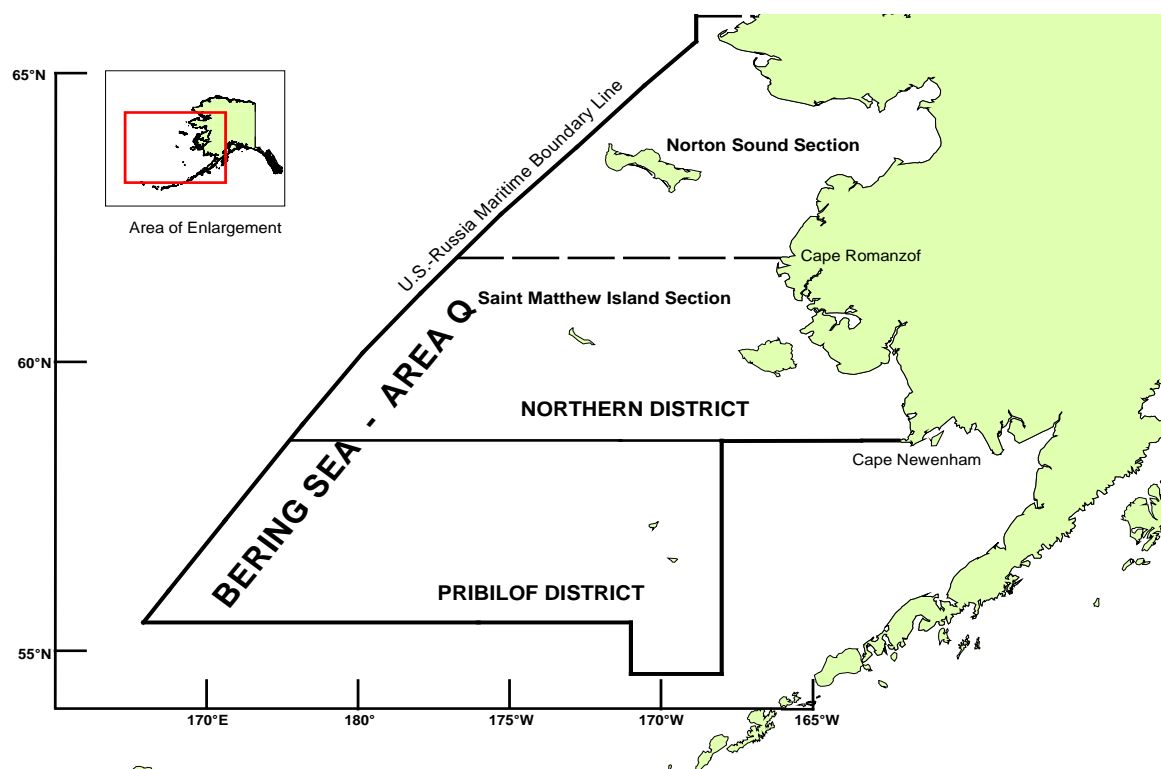 65°N
Area of Enlargement
U.S.-Russia Maritime Boundary Line
Norton Sound Section
Cape Romanzof
Saint Matthew Island Section
60°N
BERING SEA - AREA Q
NORTHERN DISTRICT
Cape Newenham
PRIBILOF DISTRICT
55°N
170°E
180°
175°W
170°W
165°W